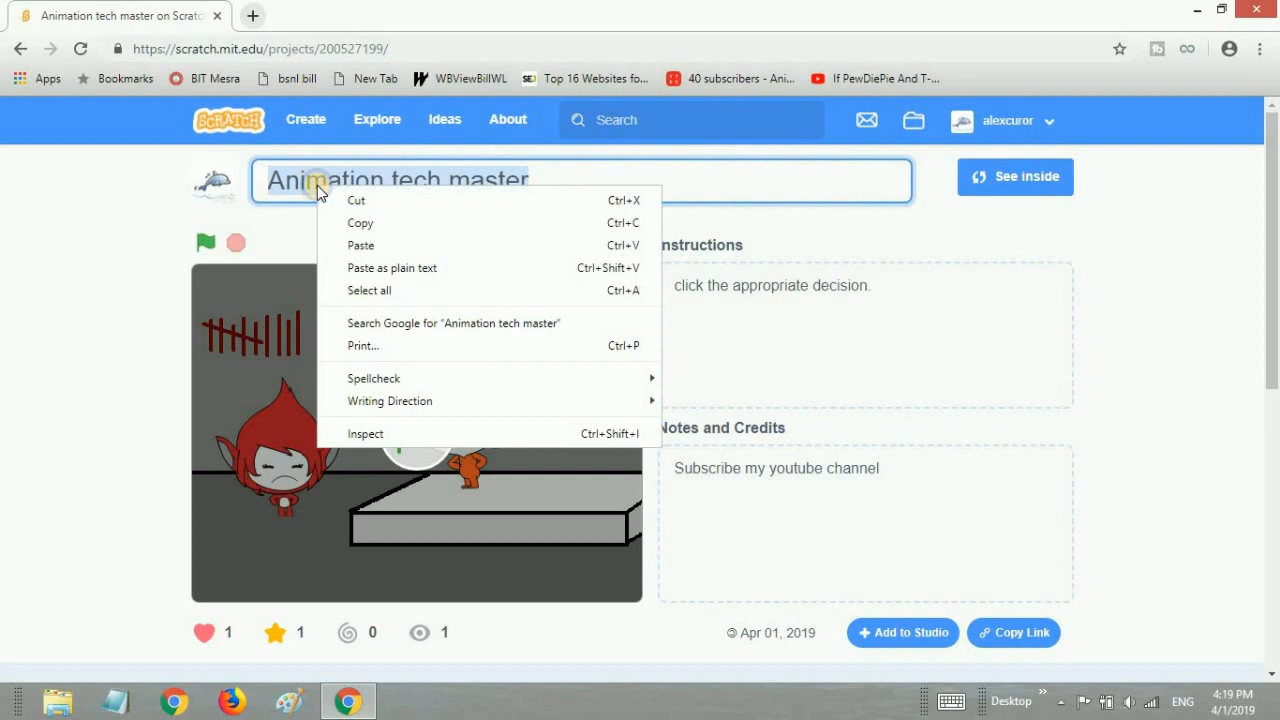 Animation tech master on Scratc
https://scratch.mit.edu/projects/200527199/
Apps Bookmarks BIT Mesra bsnl bill New Tab WBViewBillWL Top 16 Websites fo... 40 subscribers - Ani... If PewDiePie And T-...
SCRATCH Create Explore Ideas About Search alexcuror
Animation tech master
See inside
Cut Ctrl+X
Copy Ctrl+C
Paste Ctrl+V
Paste as plain text Ctrl+Shift+V
Select all Ctrl+A
Search Google for “Animation tech master”
Print... Ctrl+P
Spellcheck
Writing Direction
Inspect Ctrl+Shift+I
nstructions
click the appropriate decision.
Notes and Credits
Subscribe my youtube channel
1 1 0 1
© Apr 01, 2019 Add to Studio Copy Link
Desktop ENG
4:19 PM
4/1/2019